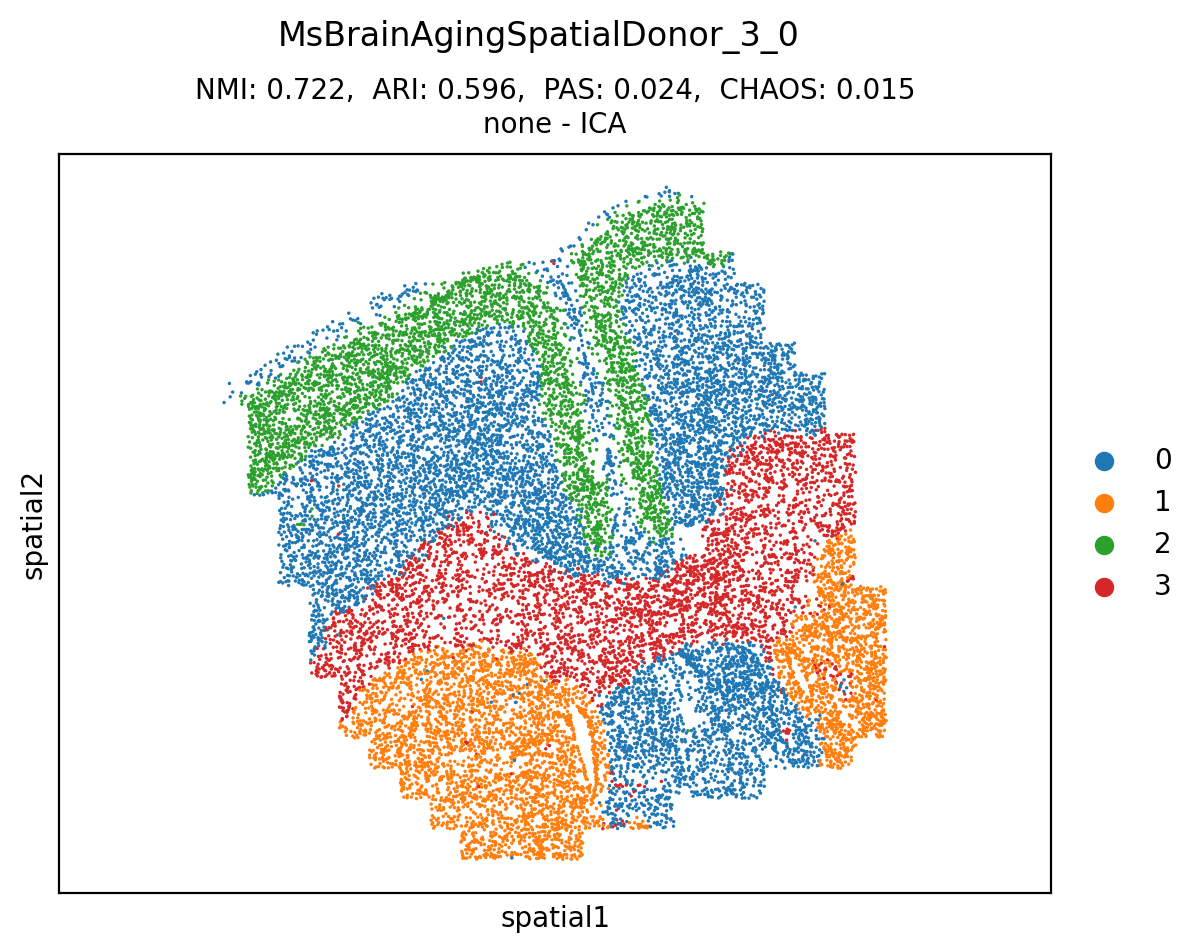 MsBrainAgingSpatialDonor_3_0
NMI: 0.722,  ARI: 0.596,  PAS: 0.024,  CHAOS: 0.015
none - ICA
spatial2
0
1
2
3
spatial1